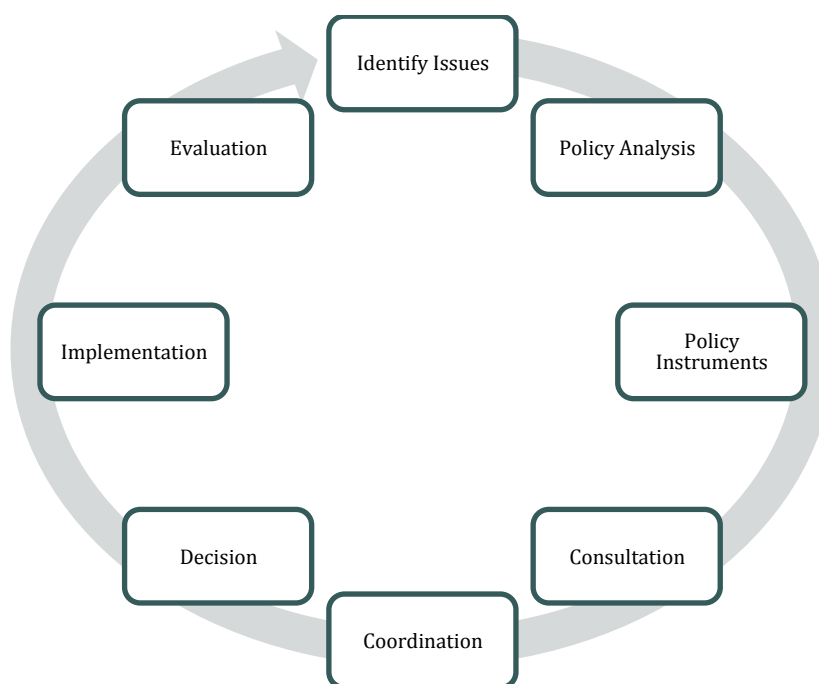 Identify Issues
Policy Analysis
Policy
Instruments
Consultation
Coordination
Decision
Implementation
Evaluation